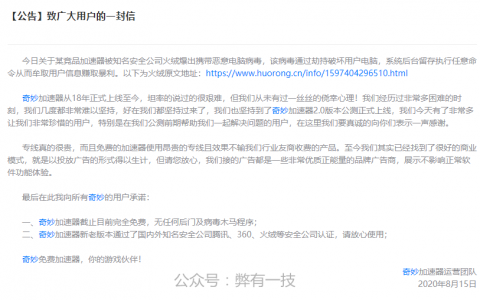 【公告】致广大用户的一封信
今日关于某竞品加速器被知名安全公司火绒爆出携带恶意电脑病毒，该病毒通过劫持破坏用户电脑，系统后台留存执行任意命
令从而牟取用户信息赚取暴利。以下为火绒原文地址：https://www.huorong.cn/info/1597404296510.html
奇妙加速器从18年正式上线至今，坦率的说过的很艰难，但我们从未有过一丝丝的侥幸心理！我们经历过非常多困难的时
刻，我们几度都非常难以坚持，好在我们都坚持过来了，我们也坚持到了奇妙加速器2.0版本公测正式上线，我们今天有了非常多
让我们非常珍惜的用户，特别是在我们公测前期帮助我们一起解决问题的用户，在这里我们要真诚的向你们表示一声感谢。
专线真的很贵，而且免费的加速器使用昂贵的专线且效果不输我们行业友商收费的产品。至今我们其实已经找到了很好的商业
模式，就是以投放广告的形式得以生计，但请您放心，我们接的广告都是一些非常优质正能量的品牌广告商，展示不影响正常软
件功能体验。
最后在此我向所有奇妙的用户承诺：
一、奇妙加速器截止目前完全免费，无任何后门及病毒木马程序；
二、奇妙加速器新老版本通过了国内外知名安全公司腾讯、360、火绒等安全公司认证，请放心使用；
奇妙免费加速器，你的游戏伙伴！
奇妙加速器运营团队
2020年8月15日
公众号：弊有一技